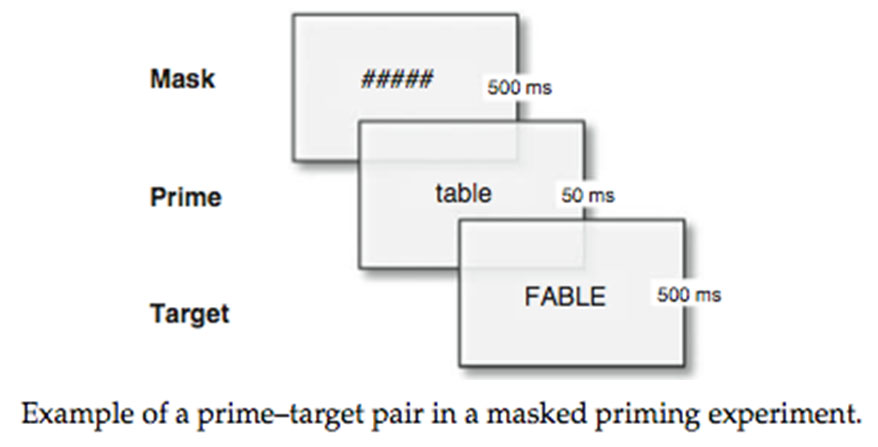 Mask
#####
500 ms
Prime
table
50 ms
Target
FABLE
500 ms
Example of a prime–target pair in a masked priming experiment.